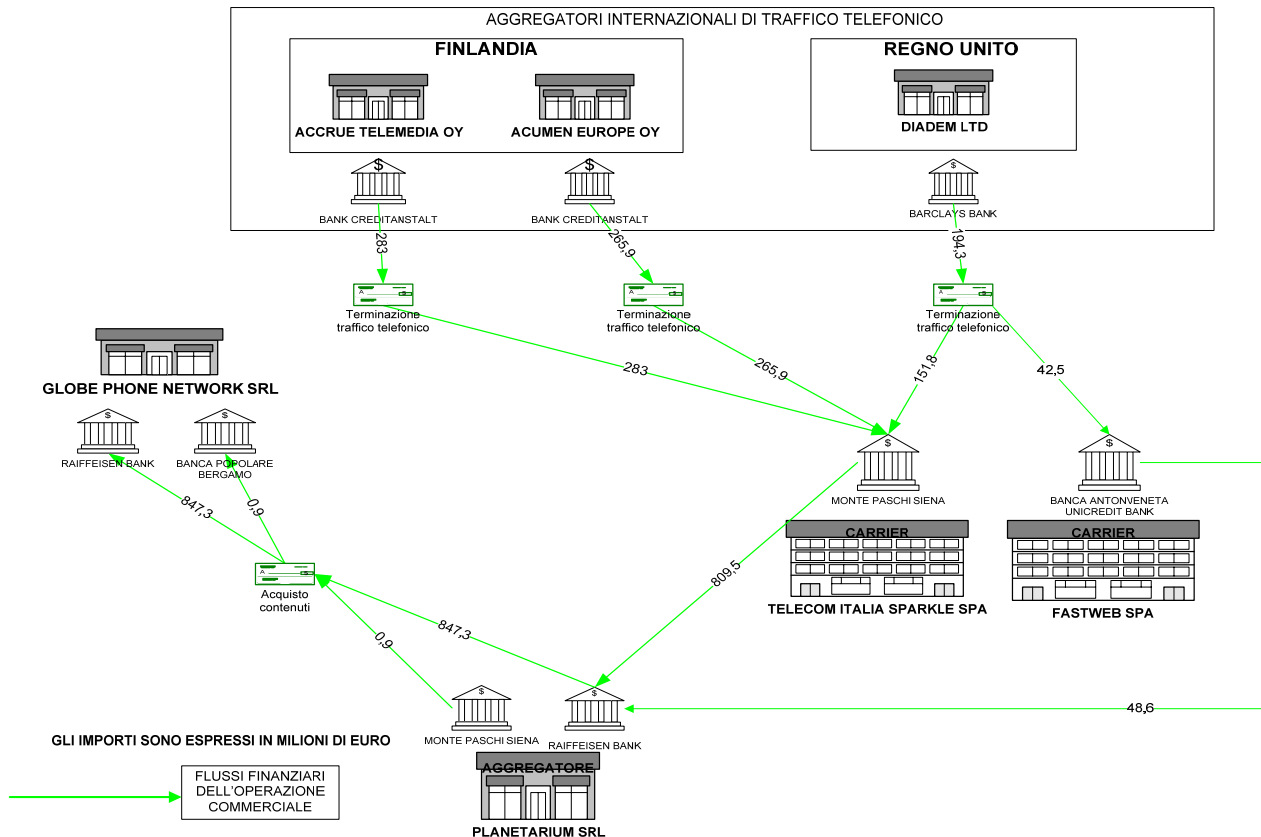 AGGREGATORI INTERNAZIONALI DI TRAFFICO TELEFONICO
FINLANDIA
REGNO UNITO
ACCRUE TELEMEDIA OY
ACUMEN EUROPE OY
DIADEM LTD
$
$
$
BANK CREDITANSTALT
BANK CREDITANSTALT
BARCLAYS BANK
283
265,9
194,3
A
$
A
$
A
$
Terminazione
traffico telefonico
Terminazione
traffico telefonico
Terminazione
traffico telefonico
283
265,9
151,8
42,5
GLOBE PHONE NETWORK SRL
$
$
RAIFFEISEN BANK
BANCA POPOLARE
BERGAMO
$
$
MONTE PASCHI SIENA
BANCA ANTONVENETA
UNICREDIT BANK
847,3
0,9
CARRIER
CARRIER
TELECOM ITALIA SPARKLE SPA
FASTWEB SPA
A
$
Acquisto
contenuti
809,5
847,3
0,9
$
$
48,6
MONTE PASCHI SIENA
RAIFFEISEN BANK
AGGREGATORE
PLANETARIUM SRL
GLI IMPORTI SONO ESPRESSI IN MILIONI DI EURO
FLUSSI FINANZIARI
DELL'OPERAZIONE
COMMERCIALE